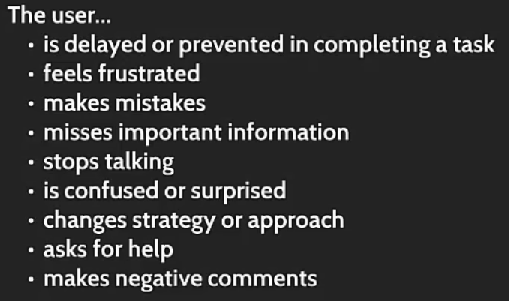 The user...
• is delayed or prevented in completing a task
• feels frustrated
• makes mistakes
• misses important information
• stops talking
• is confused or surprised
• changes strategy or approach
• asks for help
• makes negative comments